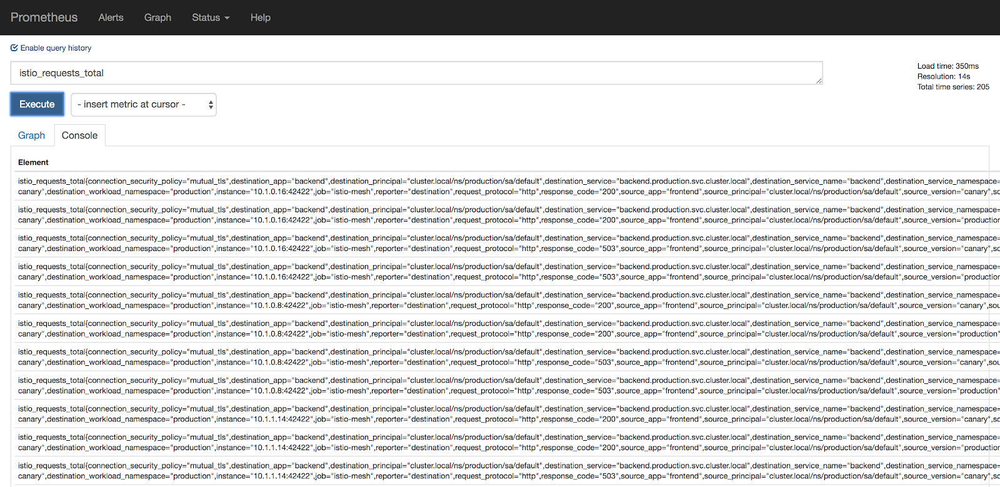 Prometheus Alerts Graph Status Help
Enable query history
istio_requests_total
Load time: 350ms
Resolution: 14s
Total time series: 205
Execute - insert metric at cursor -
Graph Console
Element
istio_requests_total{connection_security_policy="mutual_tls",destination_app="backend",destination_principal="cluster.local/ns/production/sa/default",destination_service="backend.production.svc.cluster.local",destination_service_name="backend",destination_service_namespace=
canary",destination_workload_namespace="production",instance="10.1.0.16:42422",job="istio-mesh",reporter="destination",request_protocol="http",response_code="200",source_app="frontend",source_principal="cluster.local/ns/production/sa/default",source_version="canary",so
istio_requests_total{connection_security_policy="mutual_tls",destination_app="backend",destination_principal="cluster.local/ns/production/sa/default",destination_service="backend.production.svc.cluster.local",destination_service_name="backend",destination_service_namespace=
canary",destination_workload_namespace="production",instance="10.1.0.16:42422",job="istio-mesh",reporter="destination",request_protocol="http",response_code="200",source_app="frontend",source_principal="cluster.local/ns/production/sa/default",source_version="production
istio_requests_total{connection_security_policy="mutual_tls",destination_app="backend",destination_principal="cluster.local/ns/production/sa/default",destination_service="backend.production.svc.cluster.local",destination_service_name="backend",destination_service_namespace=
canary",destination_workload_namespace="production",instance="10.1.0.16:42422",job="istio-mesh",reporter="destination",request_protocol="http",response_code="503",source_app="frontend",source_principal="cluster.local/ns/production/sa/default",source_version="canary",so
istio_requests_total{connection_security_policy="mutual_tls",destination_app="backend",destination_principal="cluster.local/ns/production/sa/default",destination_service="backend.production.svc.cluster.local",destination_service_name="backend",destination_service_namespace=
canary",destination_workload_namespace="production",instance="10.1.0.16:42422",job="istio-mesh",reporter="destination",request_protocol="http",response_code="503",source_app="frontend",source_principal="cluster.local/ns/production/sa/default",source_version="production
istio_requests_total{connection_security_policy="mutual_tls",destination_app="backend",destination_principal="cluster.local/ns/production/sa/default",destination_service="backend.production.svc.cluster.local",destination_service_name="backend",destination_service_namespace=
canary",destination_workload_namespace="production",instance="10.1.0.8:42422",job="istio-mesh",reporter="destination",request_protocol="http",response_code="200",source_app="frontend",source_principal="cluster.local/ns/production/sa/default",source_version="canary",sou
istio_requests_total{connection_security_policy="mutual_tls",destination_app="backend",destination_principal="cluster.local/ns/production/sa/default",destination_service="backend.production.svc.cluster.local",destination_service_name="backend",destination_service_namespace=
canary",destination_workload_namespace="production",instance="10.1.0.8:42422",job="istio-mesh",reporter="destination",request_protocol="http",response_code="200",source_app="frontend",source_principal="cluster.local/ns/production/sa/default",source_version="production"
istio_requests_total{connection_security_policy="mutual_tls",destination_app="backend",destination_principal="cluster.local/ns/production/sa/default",destination_service="backend.production.svc.cluster.local",destination_service_name="backend",destination_service_namespace=
canary",destination_workload_namespace="production",instance="10.1.0.8:42422",job="istio-mesh",reporter="destination",request_protocol="http",response_code="503",source_app="frontend",source_principal="cluster.local/ns/production/sa/default",source_version="canary",sou
istio_requests_total{connection_security_policy="mutual_tls",destination_app="backend",destination_principal="cluster.local/ns/production/sa/default",destination_service="backend.production.svc.cluster.local",destination_service_name="backend",destination_service_namespace=
canary",destination_workload_namespace="production",instance="10.1.0.8:42422",job="istio-mesh",reporter="destination",request_protocol="http",response_code="503",source_app="frontend",source_principal="cluster.local/ns/production/sa/default",source_version="production"
istio_requests_total{connection_security_policy="mutual_tls",destination_app="backend",destination_principal="cluster.local/ns/production/sa/default",destination_service="backend.production.svc.cluster.local",destination_service_name="backend",destination_service_namespace=
canary",destination_workload_namespace="production",instance="10.1.1.14:42422",job="istio-mesh",reporter="destination",request_protocol="http",response_code="200",source_app="frontend",source_principal="cluster.local/ns/production/sa/default",source_version="canary",so
istio_requests_total{connection_security_policy="mutual_tls",destination_app="backend",destination_principal="cluster.local/ns/production/sa/default",destination_service="backend.production.svc.cluster.local",destination_service_name="backend",destination_service_namespace=
canary",destination_workload_namespace="production",instance="10.1.1.14:42422",job="istio-mesh",reporter="destination",request_protocol="http",response_code="200",source_app="frontend",source_principal="cluster.local/ns/production/sa/default",source_version="production
istio_requests_total{connection_security_policy="mutual_tls",destination_app="backend",destination_principal="cluster.local/ns/production/sa/default",destination_service="backend.production.svc.cluster.local",destination_service_name="backend",destination_service_namespace=
canary",destination_workload_namespace="production",instance="10.1.1.14:42422",job="istio-mesh",reporter="destination",request_protocol="http",response_code="503",source_app="frontend",source_principal="cluster.local/ns/production/sa/default",source_version="canary",so